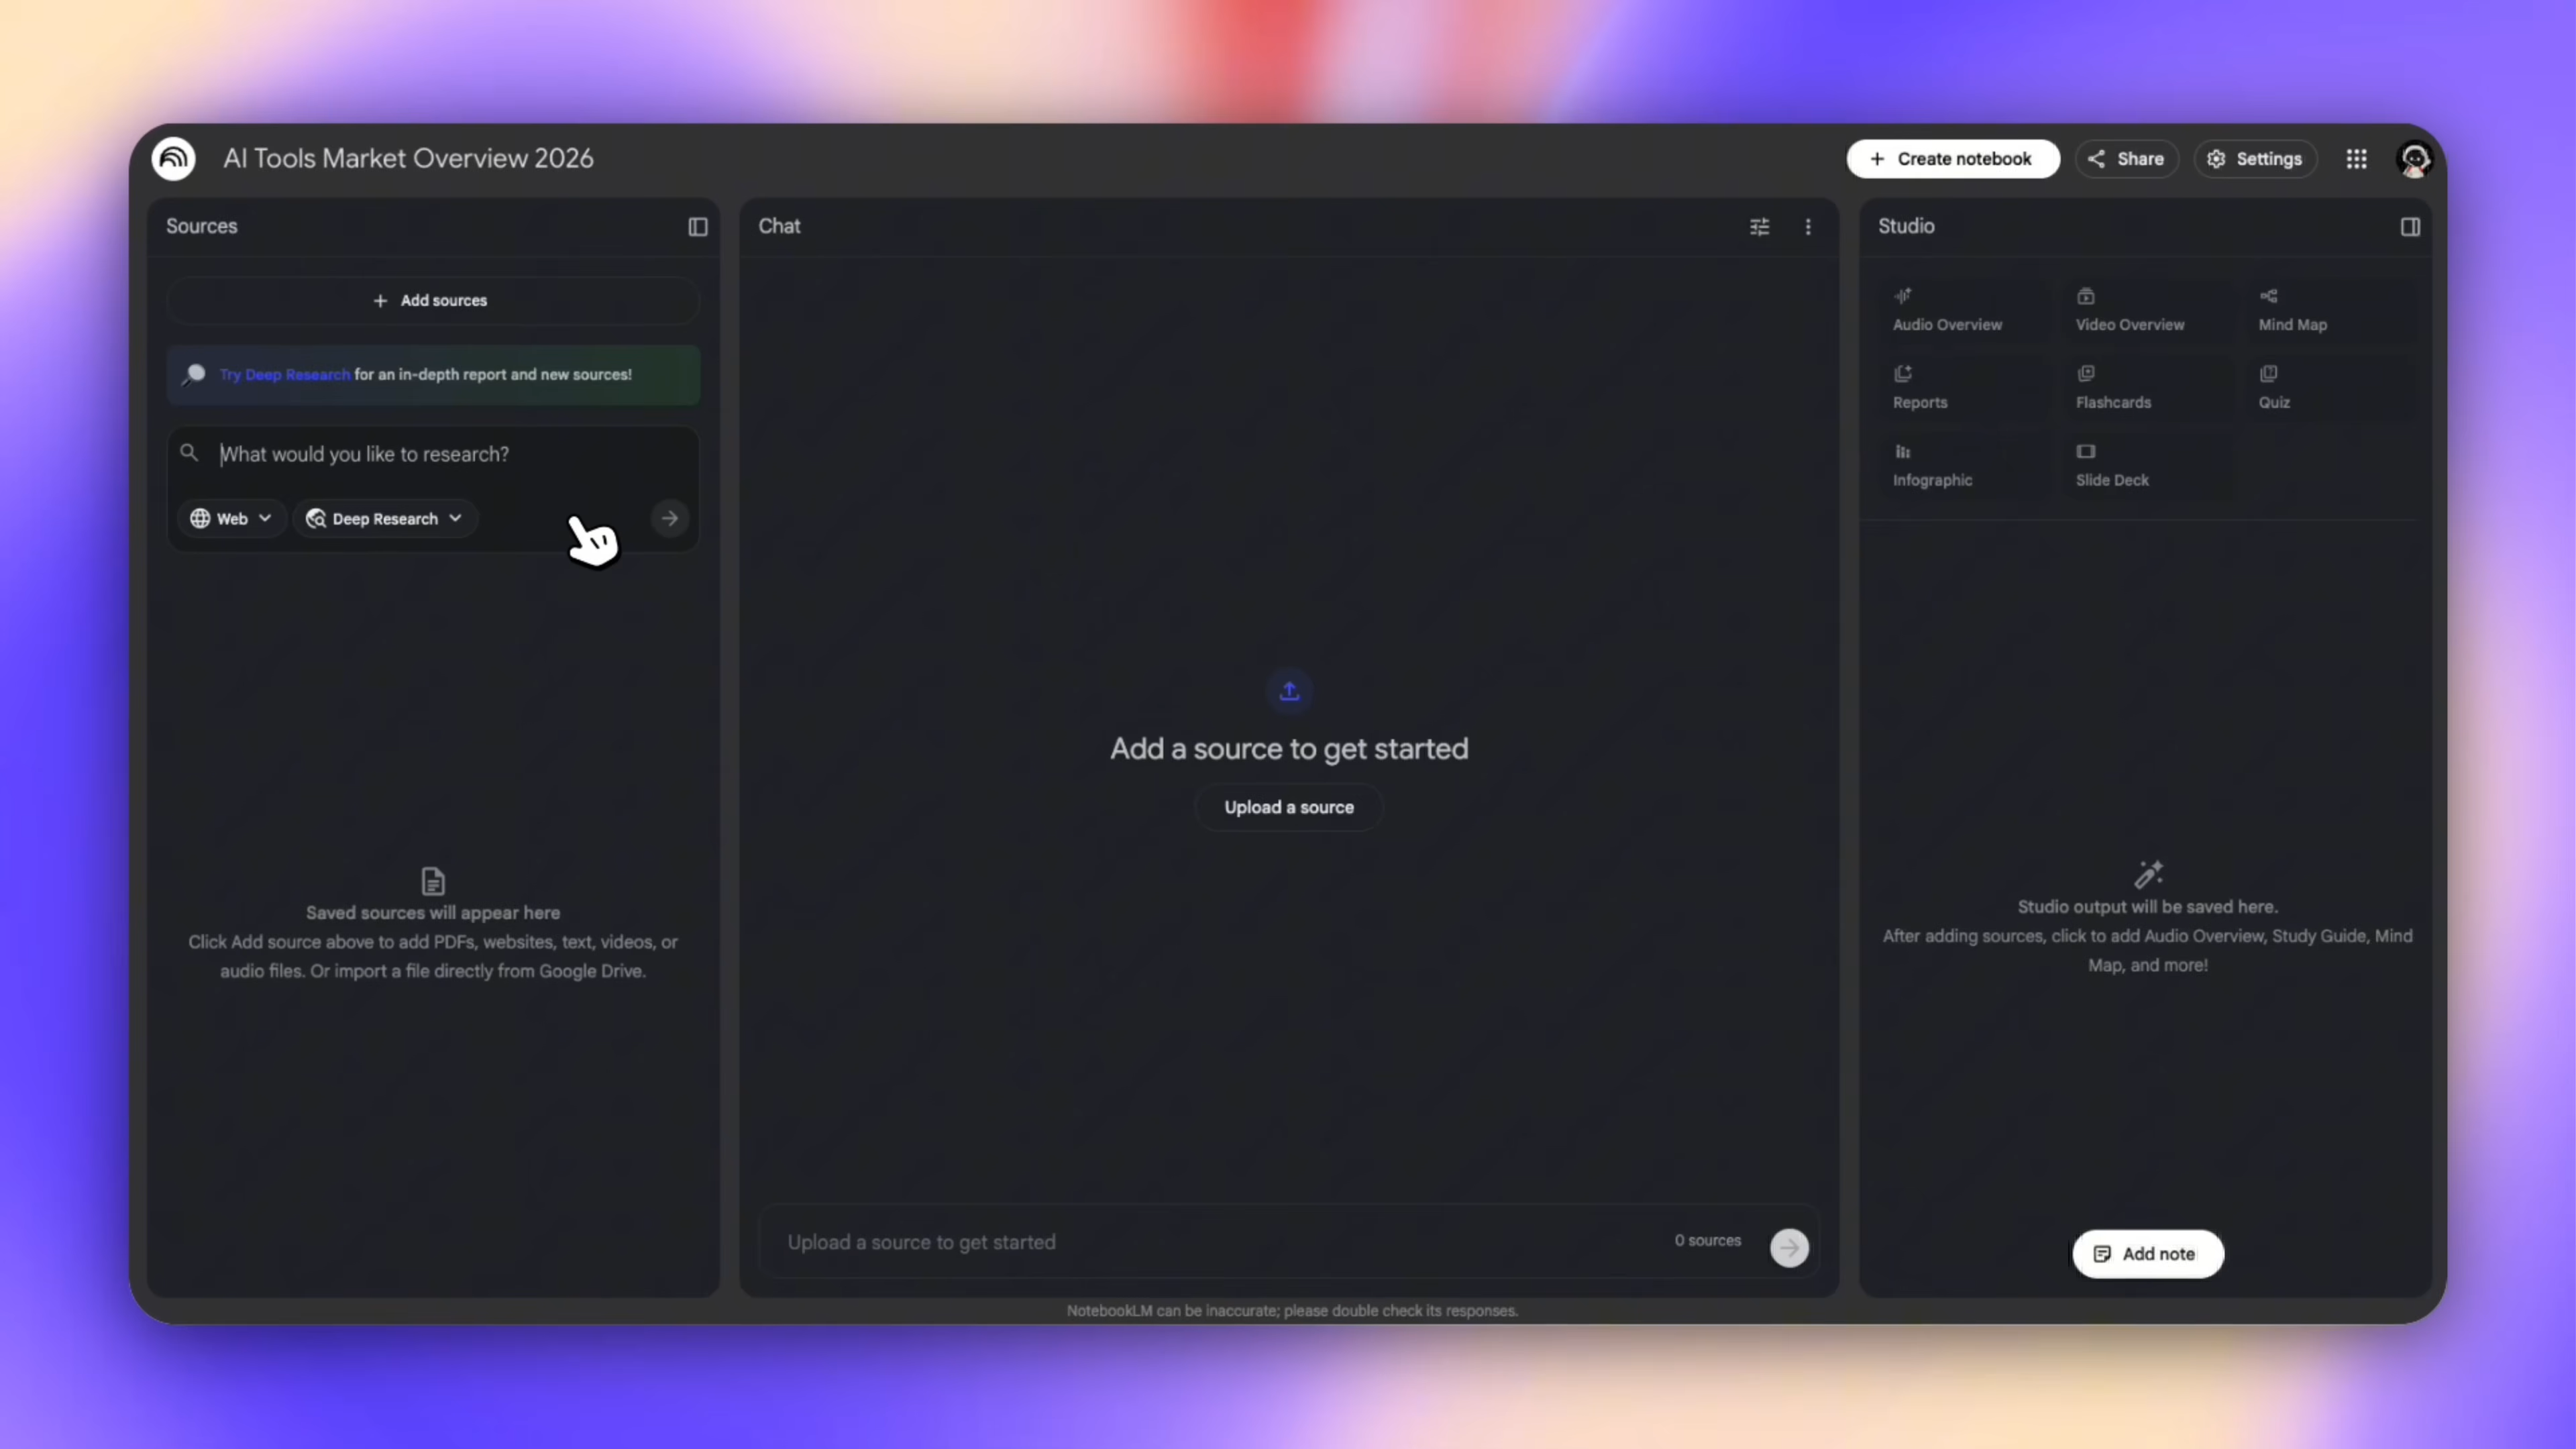 AI Tools Market Overview 2026
Create notebook
Share
Settings
Sources
Add sources
Try Deep Research for an in-depth report and new sources!
What would you like to research?
Web
Deep Research
Saved sources will appear here
Click Add source above to add PDFs, websites, text, videos, or
audio files. Or import a file directly from Google Drive.
Chat
Add a source to get started
Upload a source
Upload a source to get started
0 sources
Studio
Audio Overview
Video Overview
Mind Map
Reports
Flashcards
Quiz
Infographic
Slide Deck
Studio output will be saved here.
After adding sources, click to add Audio Overview, Study Guide, Mind
Map, and more!
Add note
NotebookLM can be inaccurate; please double check its responses.